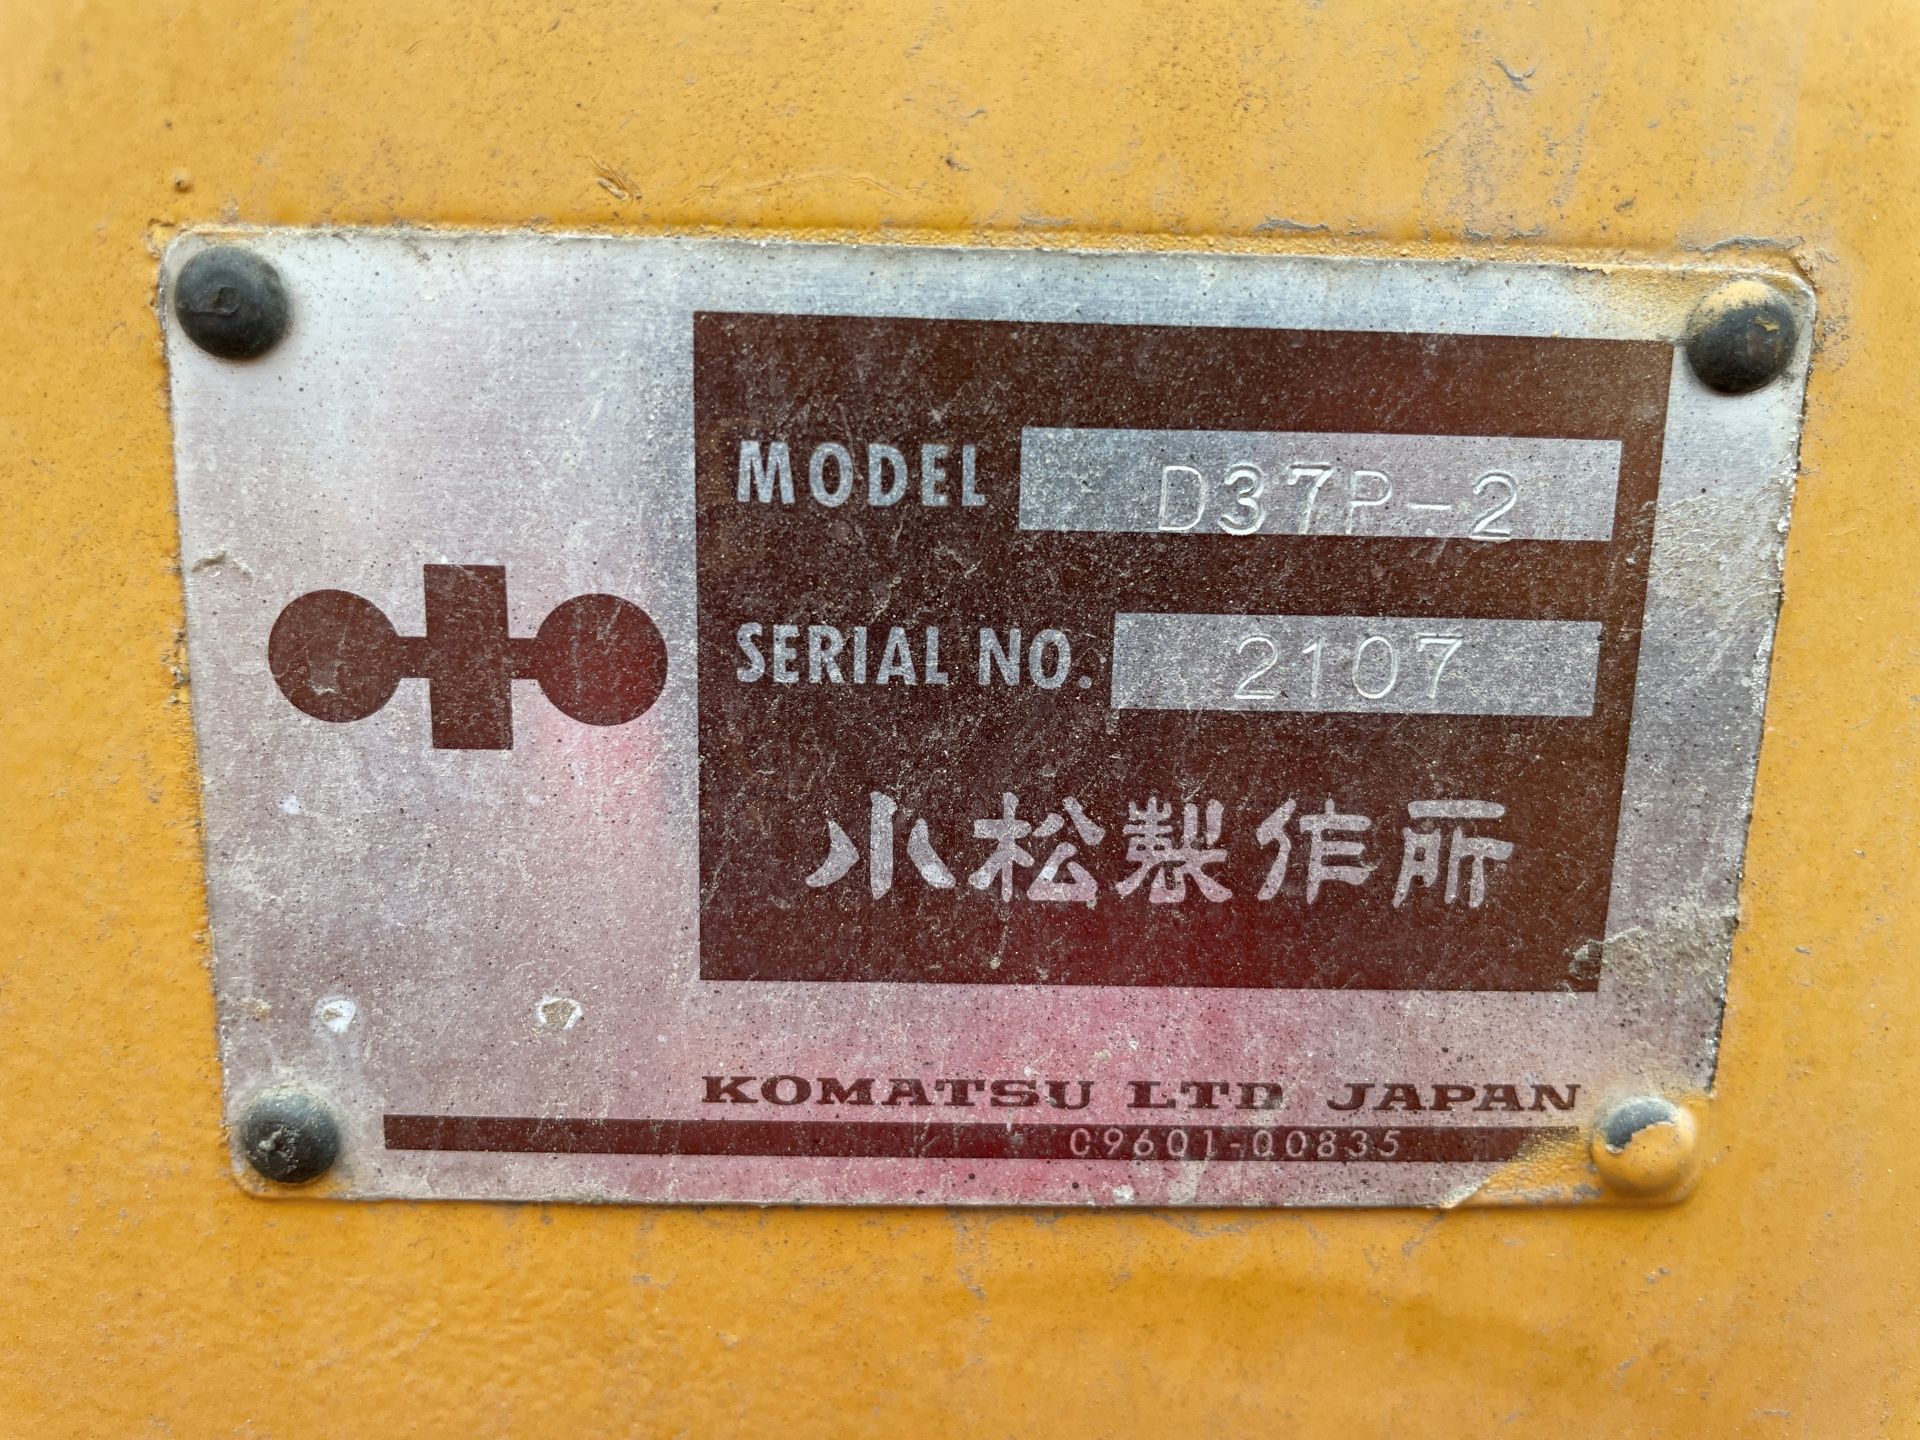 MODEL D37P-2
SERIAL NO. 2107
小松製作所
KOMATSU LTD JAPAN
09601-00835